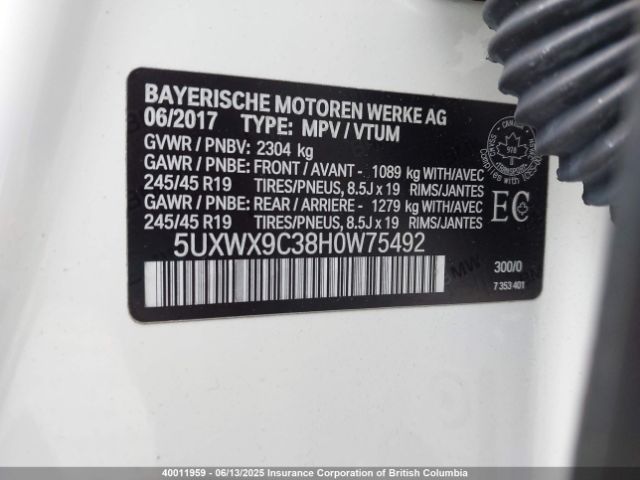 BAYERISCHE MOTOREN WERKE AG
06/2017 TYPE: MPV / VTUM
GVWR / PNBV: 2304 kg
GAWR / PNBE: FRONT / AVANT - 1089 kg WITH/AVEC
245/45 R19 TIRES/PNEUS, 8.5J x 19 RIMS/JANTES
GAWR / PNBE: REAR / ARRIERE - 1279 kg WITH/AVEC
245/45 R19 TIRES/PNEUS, 8.5J x 19 RIMS/JANTES
5UXWX9C38H0W75492
CANADA
978
EC
300/0
7 353 401
40011959 - 06/13/2025 Insurance Corporation of British Columbia